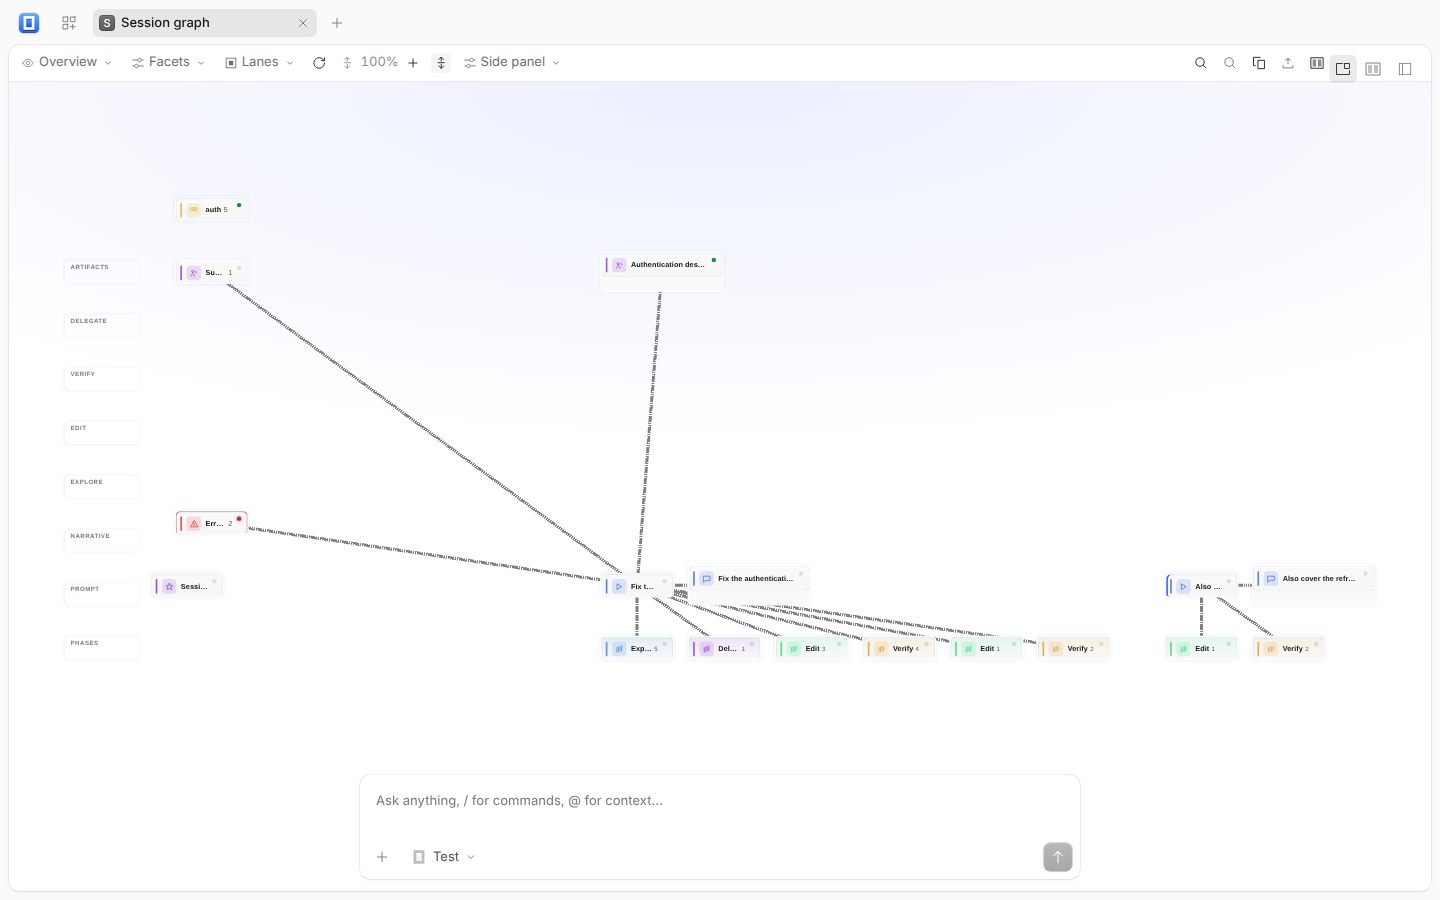 S Session graph
Overview Facets Lanes 100% Side panel
auth 5
ARTIFACTS
Su... 1
Authentication des...
DELEGATE
VERIFY
EDIT
EXPLORE
Err... 2
NARRATIVE
PROMPT
Sessi...
Fix t...
Fix the authenticati...
Also ...
Also cover the refr...
PHASES
Exp... 5
Del... 1
Edit 3
Verify 4
Edit 1
Verify 2
Edit 1
Verify 2
Ask anything, / for commands, @ for context...
Test